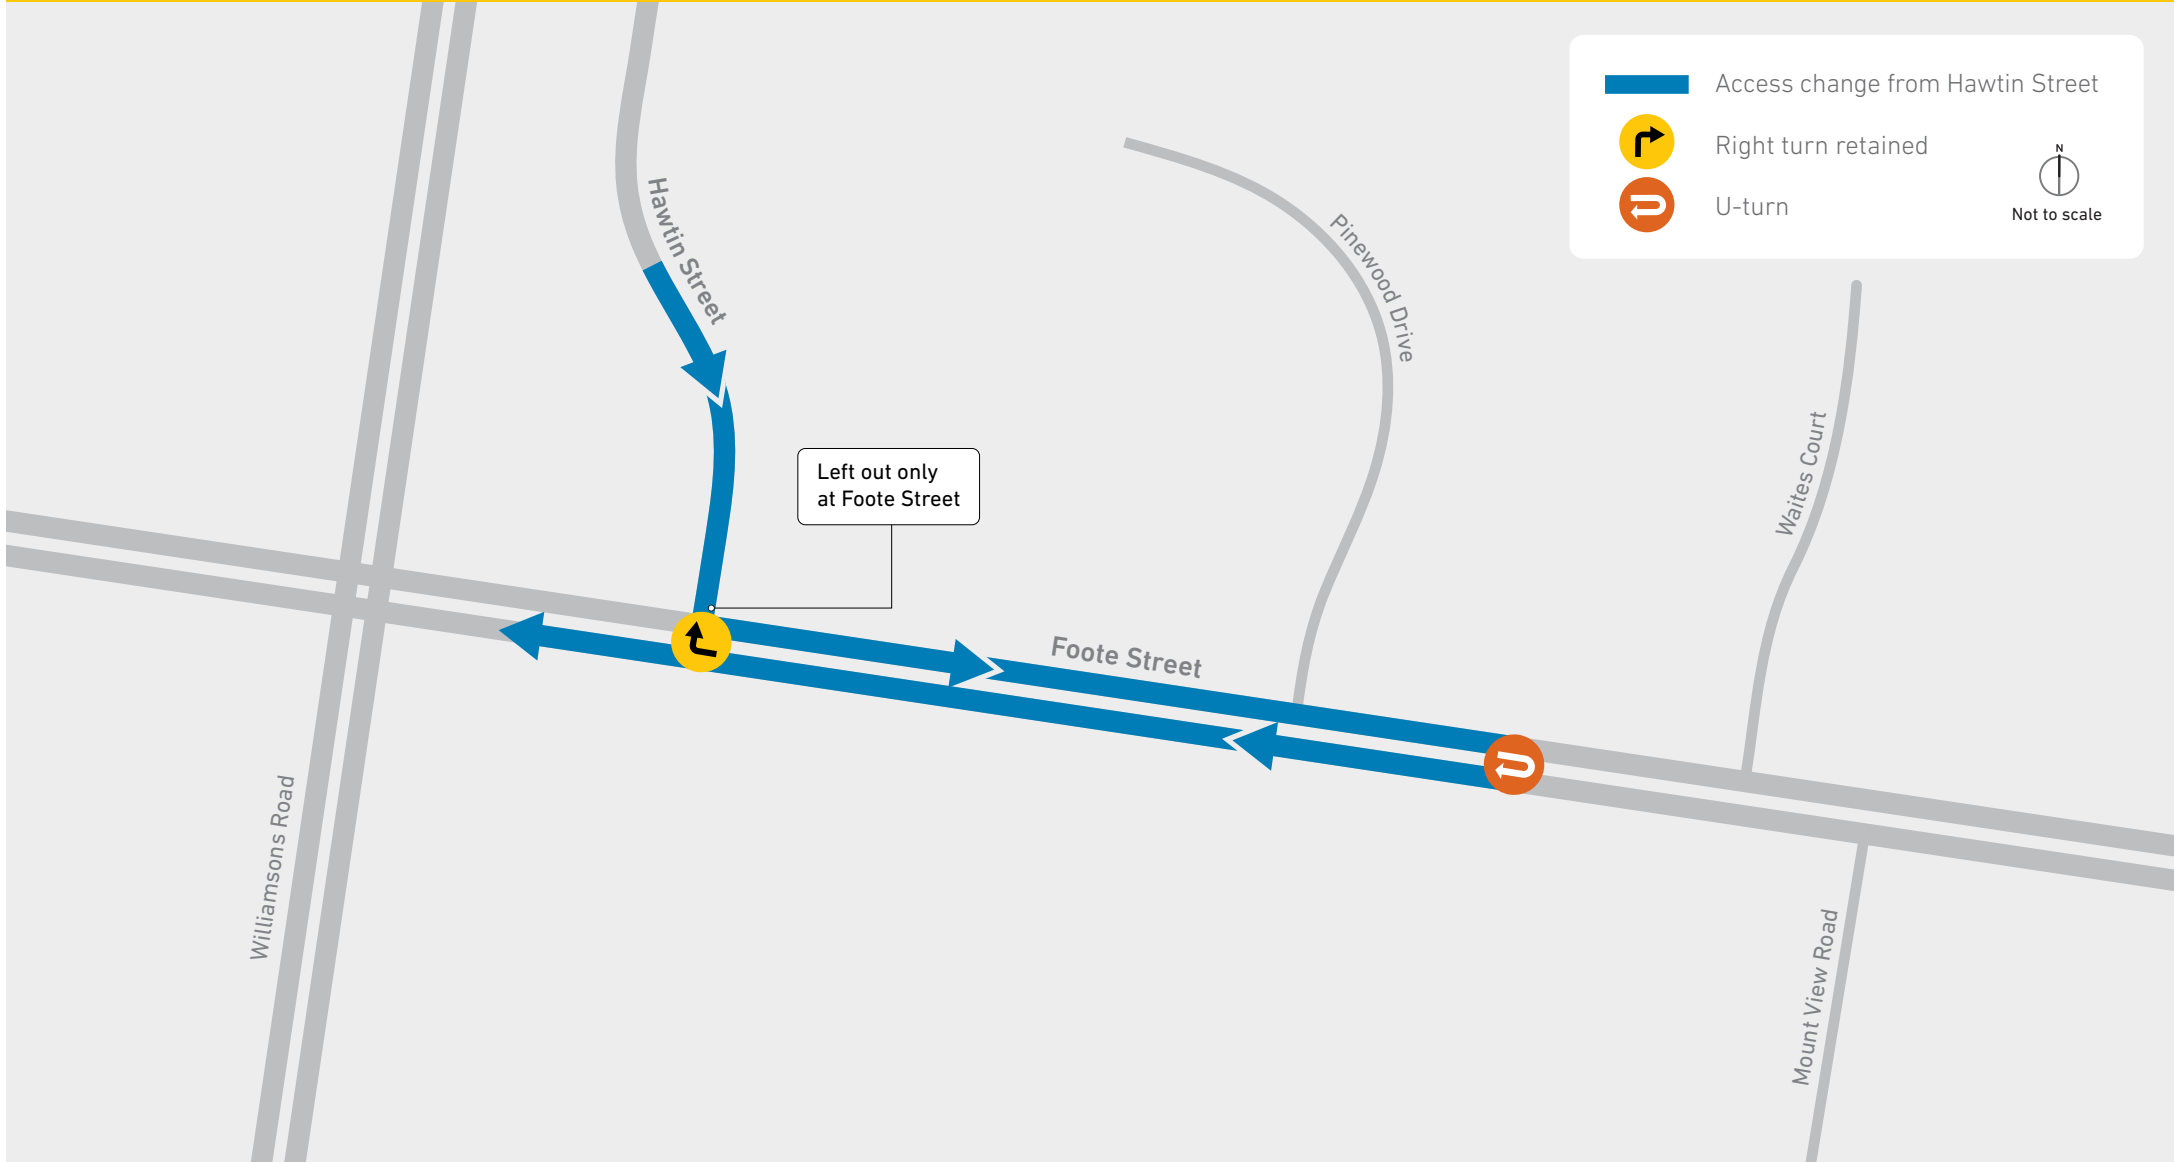 Access change from Hawtin Street
Right turn retained
U-turn
N
Not to scale
Hawtin Street
Pinewood Drive
Waites Court
Left out only
at Foote Street
Foote Street
Williamsons Road
Mount View Road